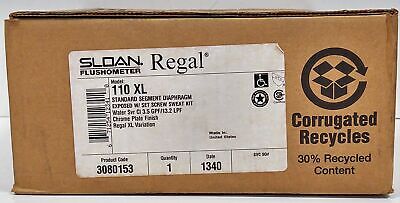 SLOAN Regal®
FLUSHOMETER
Model:
110 XL
STANDARD SEGMENT DIAPHRAGM
EXPOSED W/ SET SCREW SWEAT KIT
Water Svr Cl 3.5 GPF/13.2 LPF
Chrome Plate Finish
Regal XL Variation
Made in
United States
Product Code
3080153
Quantity
1
Date
1340
Corrugated
Recycles
30% Recycled
Content